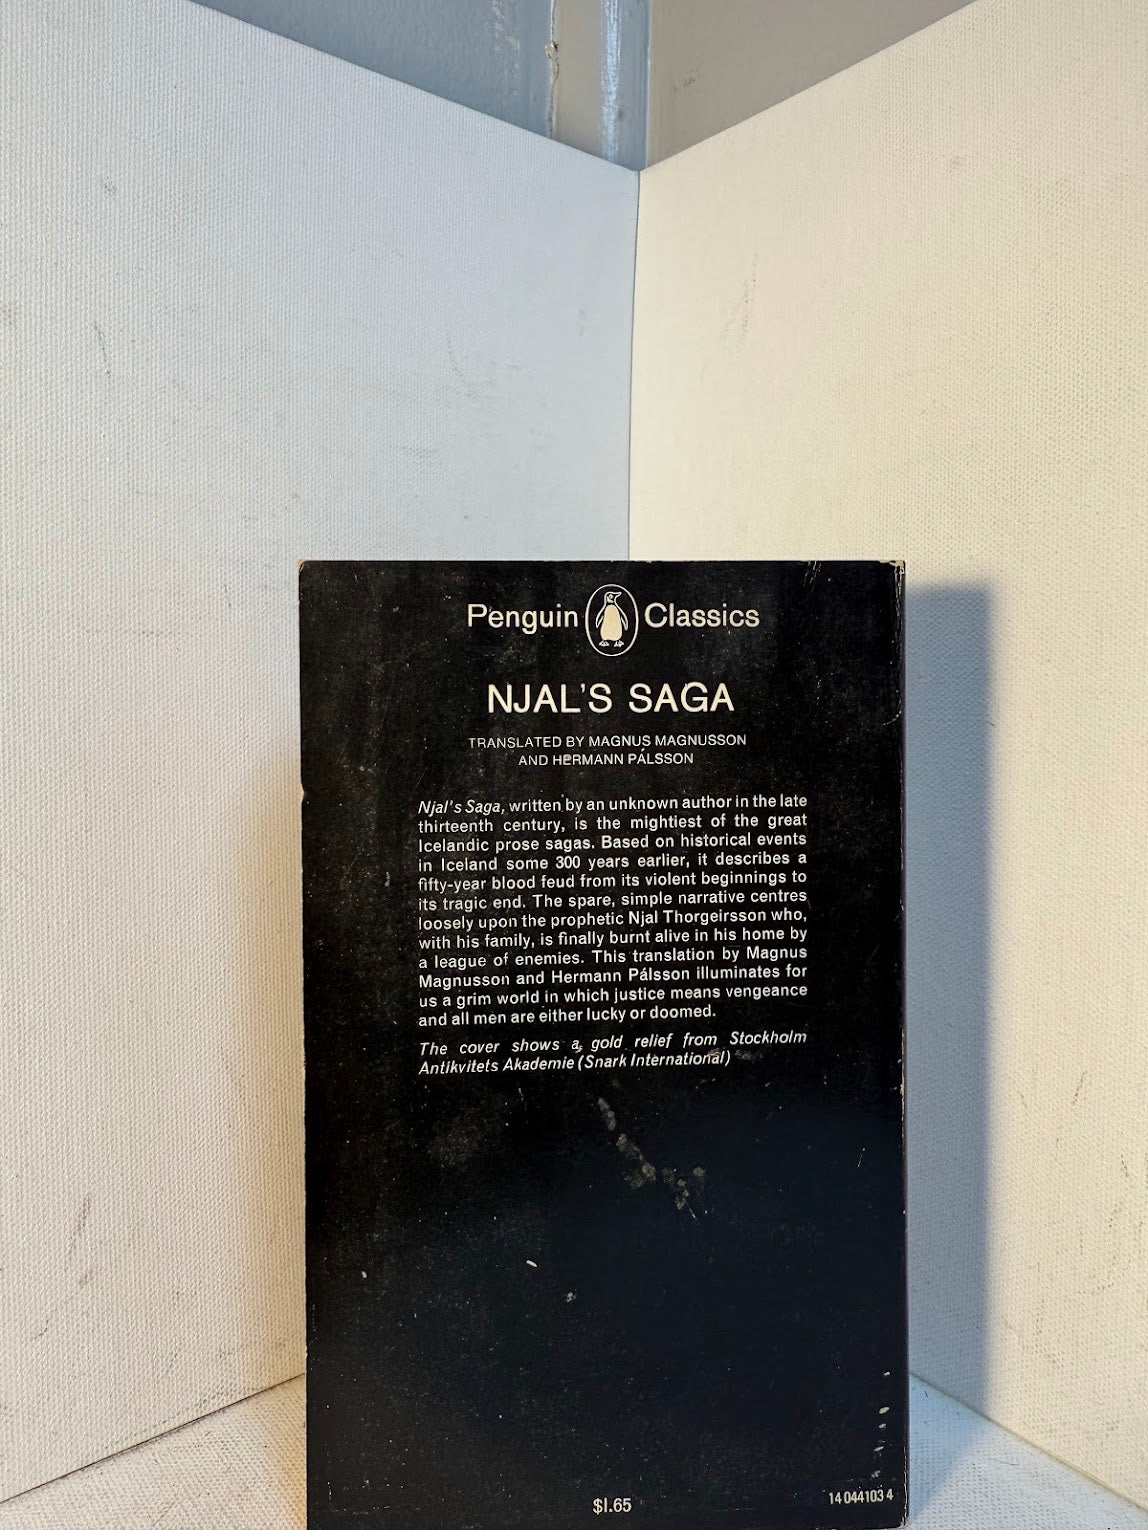 Penguin Classics
NJAL'S SAGA
TRANSLATED BY MAGNUS MAGNUSSON
AND HERMANN PÁLSSON
Njal's Saga, written by an unknown author in the late
thirteenth century, is the mightiest of the great
Icelandic prose sagas. Based on historical events
in Iceland some 300 years earlier, it describes a
fifty-year blood feud from its violent beginnings to
its tragic end. The spare, simple narrative centres
loosely upon the prophetic Njal Thorgeirsson who,
with his family, is finally burnt alive in his home by
a league of enemies. This translation by Magnus
Magnusson and Hermann Pálsson illuminates for
us a grim world in which justice means vengeance
and all men are either lucky or doomed.
The cover shows a gold relief from Stockholm
Antikvitets Akademie (Snark International)
$1.65
14 044103 4